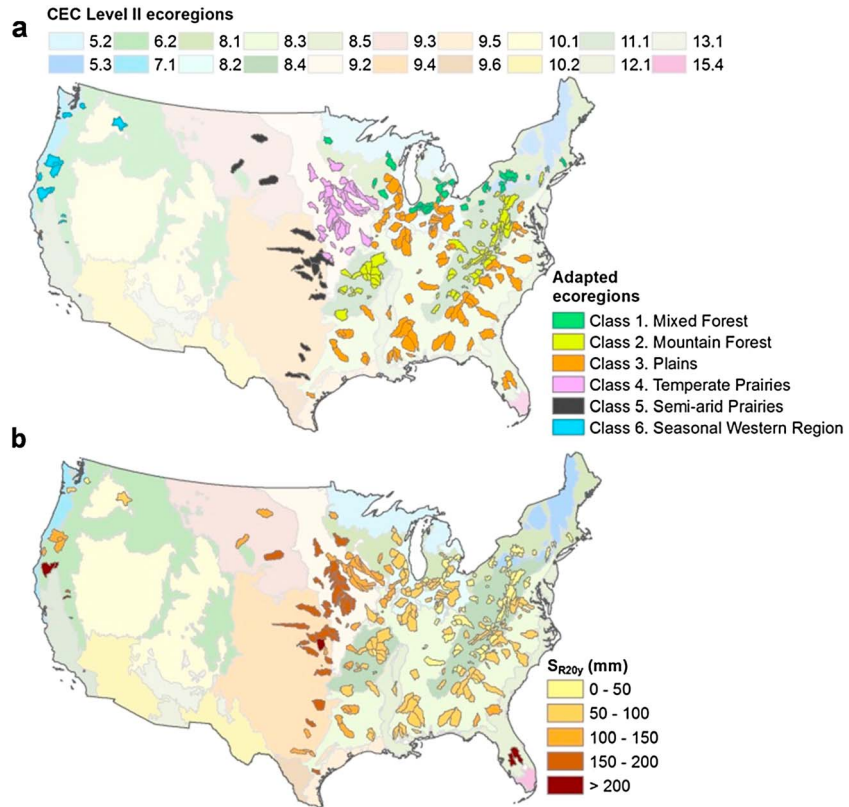 CEC Level II ecoregions
a
5.2 6.2 8.1 8.3 8.5 9.3 9.5 10.1 11.1 13.1
5.3 7.1 8.2 8.4 9.2 9.4 9.6 10.2 12.1 15.4
Adapted
ecoregions
Class 1. Mixed Forest
Class 2. Mountain Forest
Class 3. Plains
Class 4. Temperate Prairies
Class 5. Semi-arid Prairies
Class 6. Seasonal Western Region
b
SR20y (mm)
0 - 50
50 - 100
100 - 150
150 - 200
> 200